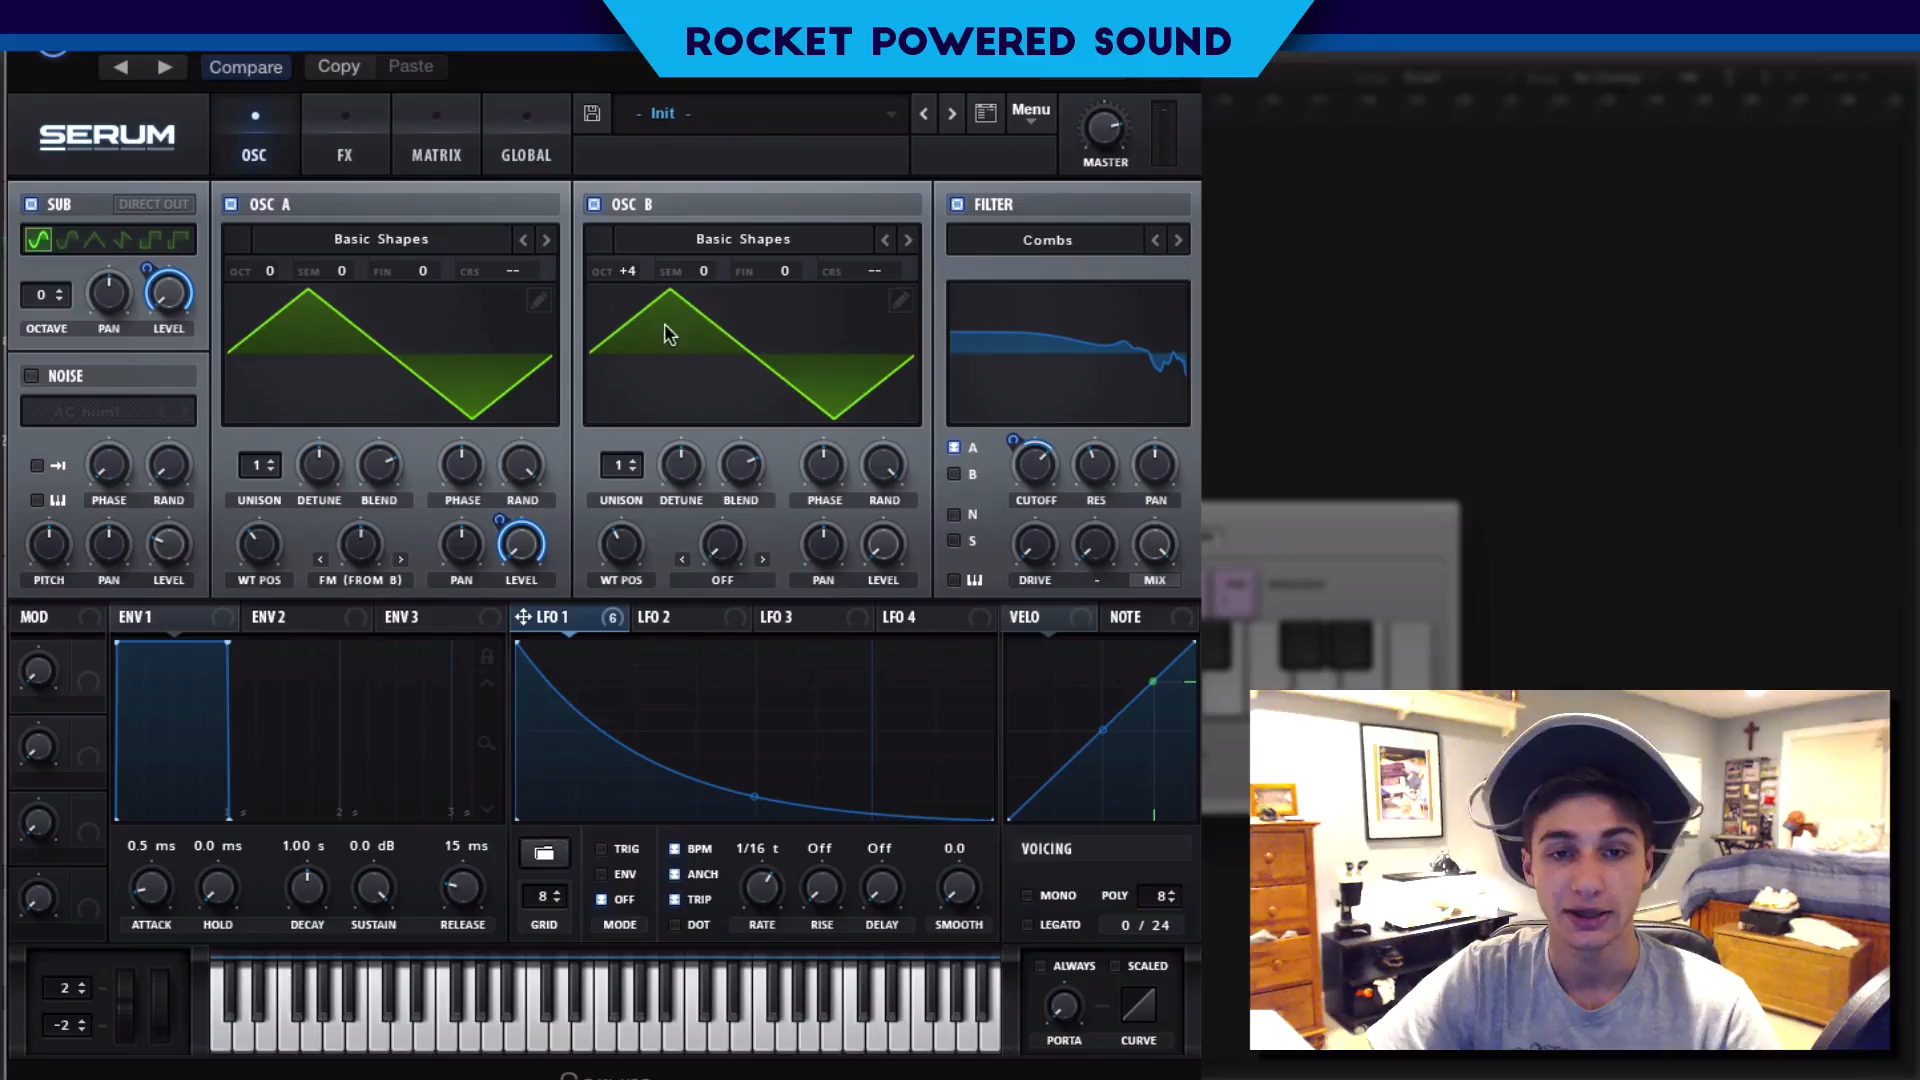 ROCKET POWERED SOUND
Compare Copy Paste
SERUM
OSC FX MATRIX GLOBAL
- Init -
Menu
MASTER
SUB DIRECT OUT
OSC A
OSC B
FILTER
Basic Shapes
Basic Shapes
Combs
OCT 0 SEM 0 FIN 0 CRS --
OCT +4 SEM 0 FIN 0 CRS --
0
OCTAVE PAN LEVEL
NOISE
AC hum1
A
B
N
S
1
1
PHASE RAND
UNISON DETUNE BLEND PHASE RAND
UNISON DETUNE BLEND PHASE RAND
CUTOFF RES PAN
PITCH PAN LEVEL
WT POS FM (FROM B) PAN LEVEL
WT POS OFF PAN LEVEL
DRIVE - MIX
MOD ENV 1 ENV 2 ENV 3 LFO 1 6 LFO 2 LFO 3 LFO 4 VELO NOTE
1 s 2 s 3 s
0.5 ms 0.0 ms 1.00 s 0.0 dB 15 ms
ATTACK HOLD DECAY SUSTAIN RELEASE
8
GRID
TRIG
ENV
OFF
MODE
BPM
ANCH
TRIP
DOT
1/16 t Off Off 0.0
RATE RISE DELAY SMOOTH
VOICING
MONO POLY 8
LEGATO 0 / 24
2
-2
ALWAYS SCALED
PORTA CURVE